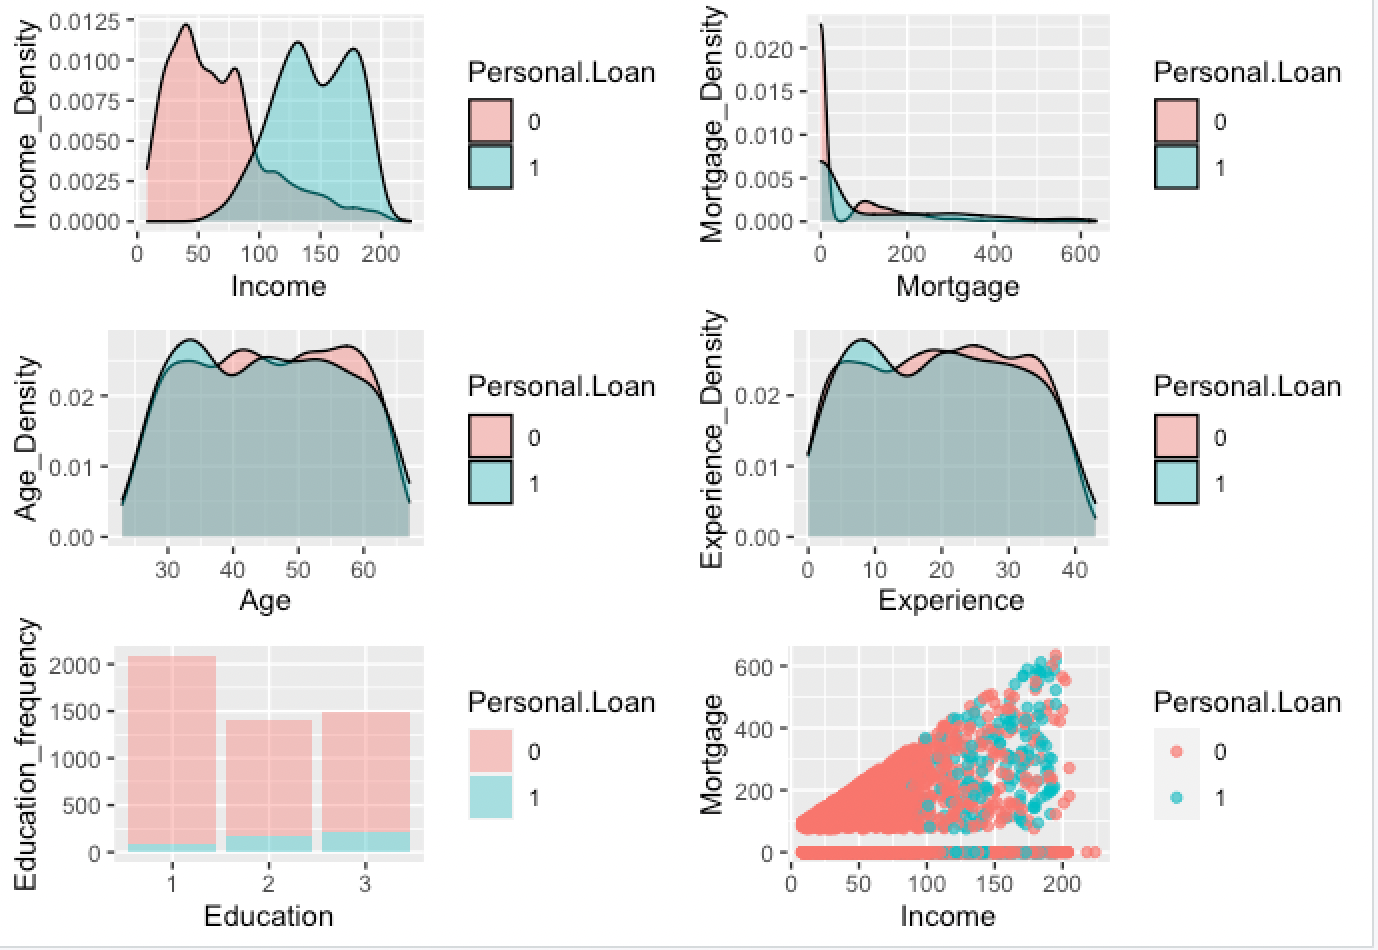 Income_Density
0.0125
0.0100
0.0075
0.0050
0.0025
0.0000
0 50 100 150 200
Income
Personal.Loan
0
1
Mortgage_Density
0.020
0.015
0.010
0.005
0.000
0 200 400 600
Mortgage
Personal.Loan
0
1
Age_Density
0.02
0.01
0.00
30 40 50 60
Age
Personal.Loan
0
1
Experience_Density
0.02
0.01
0.00
0 10 20 30 40
Experience
Personal.Loan
0
1
Education_frequency
2000
1500
1000
500
0
1 2 3
Education
Personal.Loan
0
1
Mortgage
600
400
200
0
0 50 100 150 200
Income
Personal.Loan
0
1